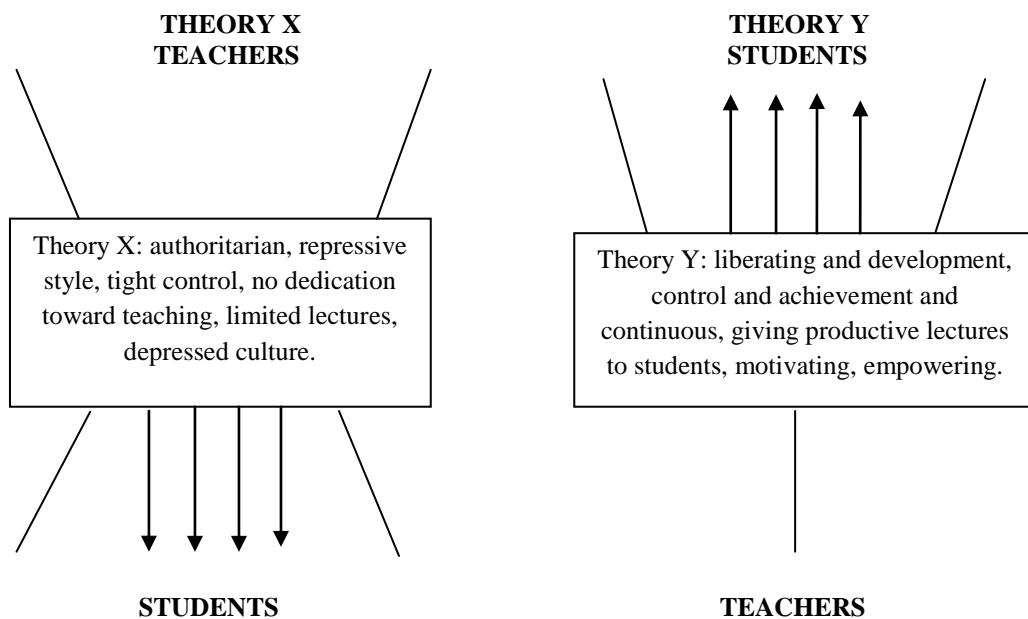 THEORY X
TEACHERS
Theory X: authoritarian, repressive
style, tight control, no dedication
toward teaching, limited lectures,
depressed culture.
STUDENTS
THEORY Y
STUDENTS
Theory Y: liberating and development,
control and achievement and
continuous, giving productive lectures
to students, motivating, empowering.
TEACHERS